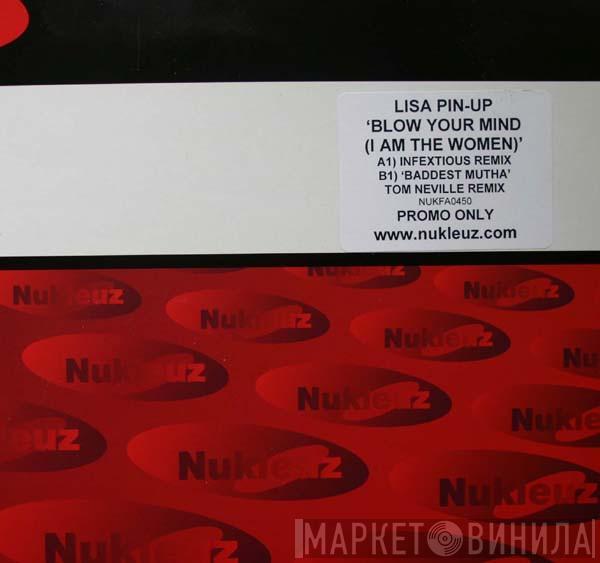 LISA PIN-UP
‘BLOW YOUR MIND
(I AM THE WOMEN)’
A1) INFEXTIOUS REMIX
B1) ‘BADDEST MUTHA’
TOM NEVILLE REMIX
NUKFA0450
PROMO ONLY
www.nukleuz.com
Nukleuz
Nukleuz
Nukleuz
Nukleuz
Nukleuz
Nukleuz
Nukleuz
Nukleuz
МАРКЕТ ВИНИЛА